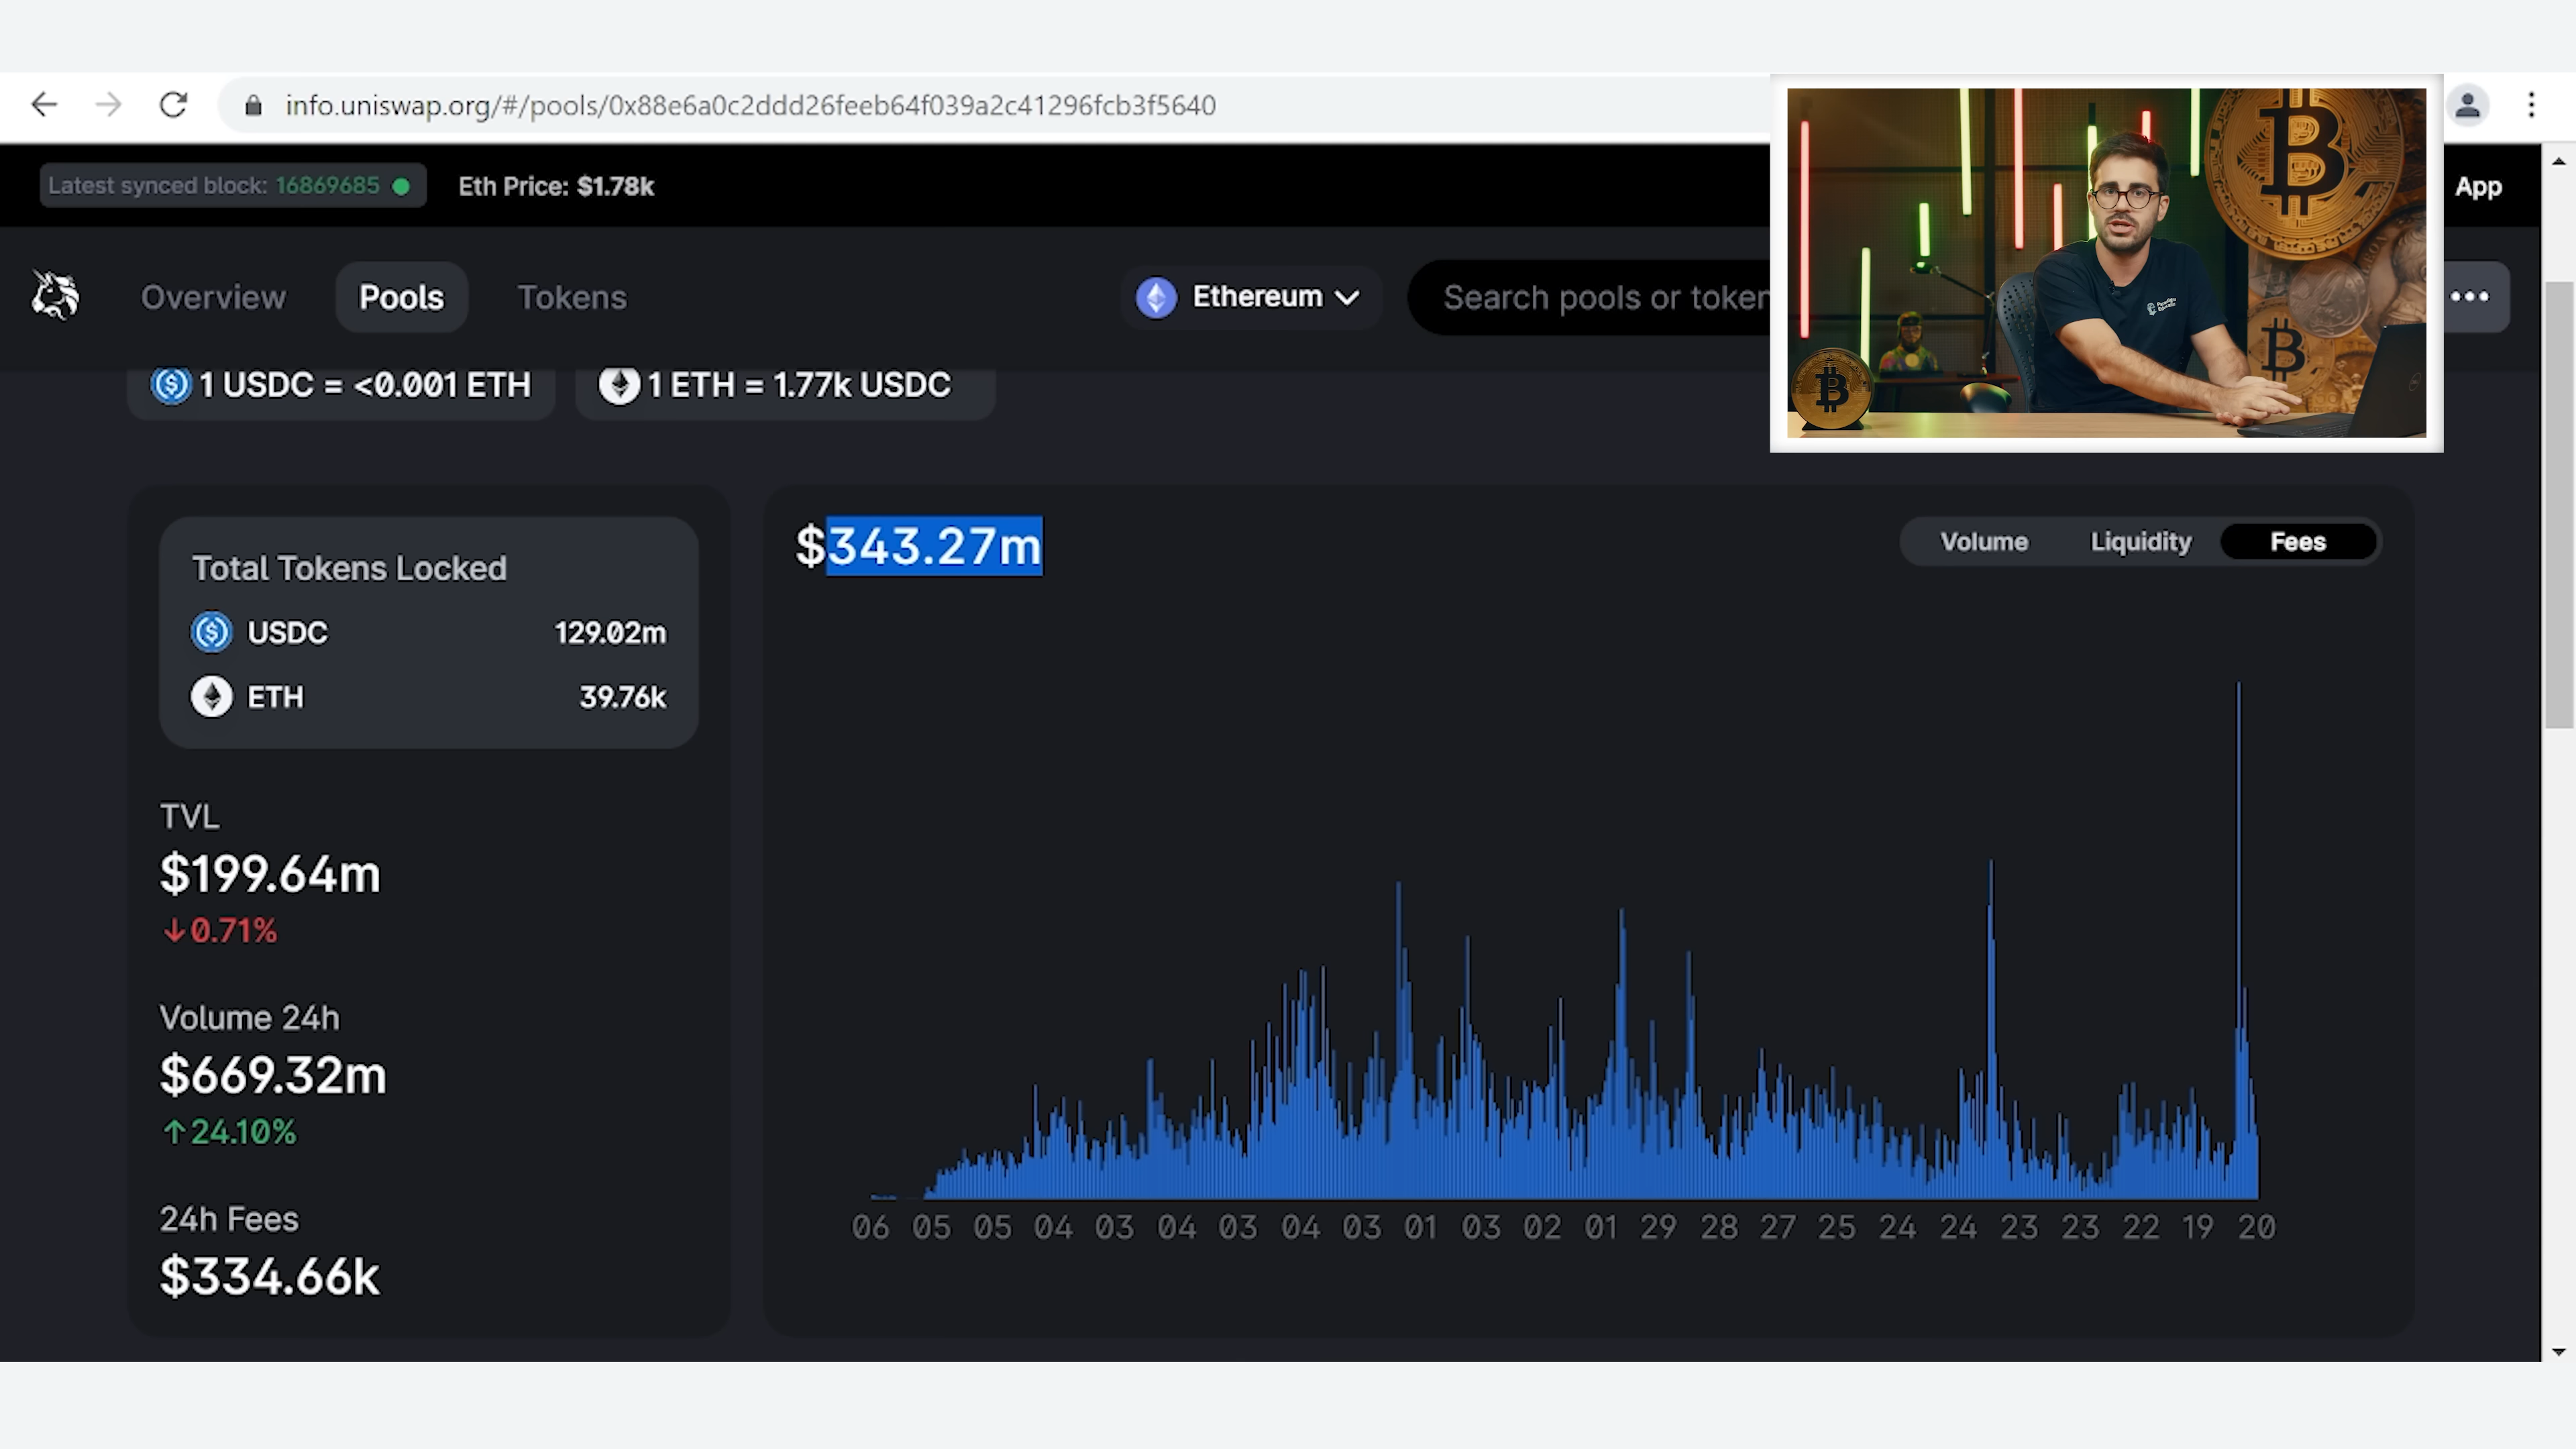 info.uniswap.org/#/pools/0x88e6a0c2ddd26feeb64f039a2c41296fcb3f5640
Latest synced block: 16869685
Eth Price: $1.78k
App
Overview
Pools
Tokens
Ethereum
Search pools or token
1 USDC = <0.001 ETH
1 ETH = 1.77k USDC
Total Tokens Locked
USDC 129.02m
ETH 39.76k
TVL
$199.64m
↓0.71%
Volume 24h
$669.32m
↑24.10%
24h Fees
$334.66k
$343.27m
Volume Liquidity Fees
06 05 05 04 03 04 03 04 03 01 03 02 01 29 28 27 25 24 24 23 23 22 19 20